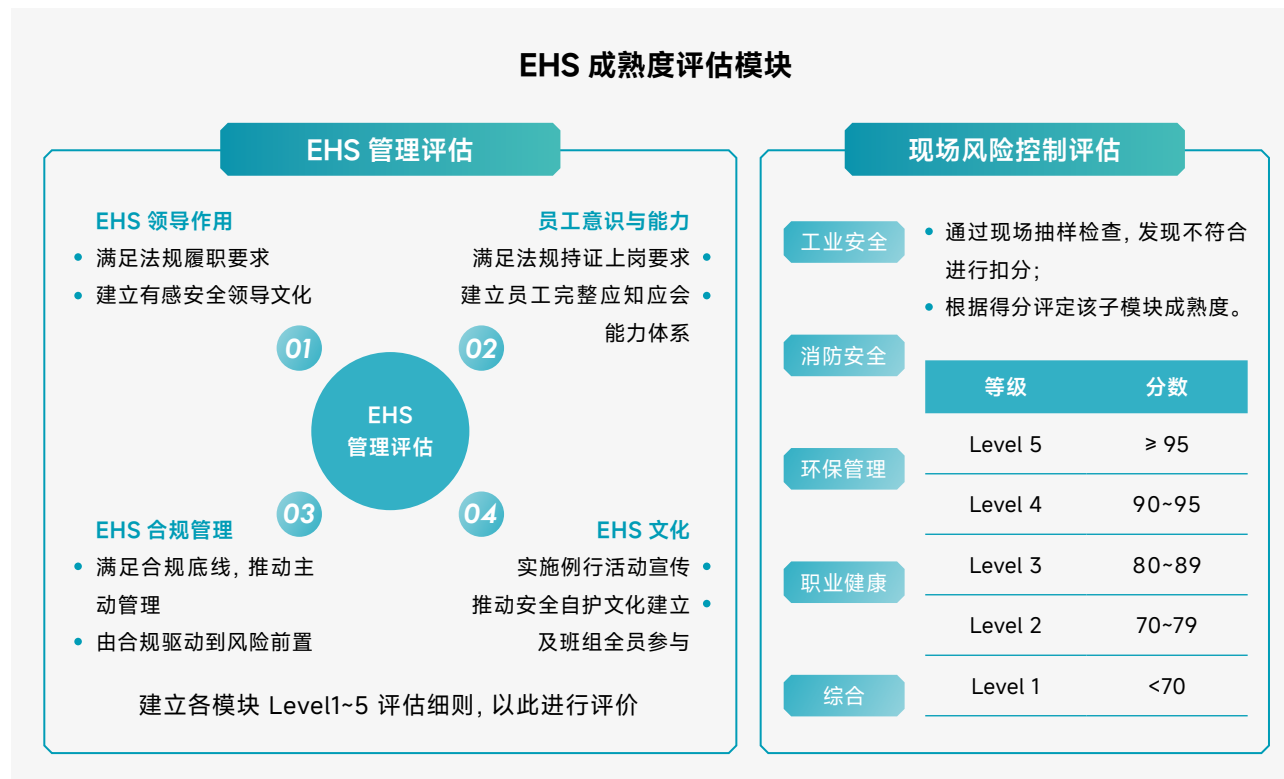 EHS 成熟度评估模块
EHS 管理评估
EHS 领导作用
• 满足法规履职要求
• 建立有感安全领导文化
01
员工意识与能力
满足法规持证上岗要求 •
建立员工完整应知应会 •
能力体系
02
EHS
管理评估
03
EHS 合规管理
• 满足合规底线, 推动主
动管理
• 由合规驱动到风险前置
04
EHS 文化
实施例行活动宣传 •
推动安全自护文化建立 •
及班组全员参与
建立各模块 Level1~5 评估细则, 以此进行评价
现场风险控制评估
工业安全
消防安全
环保管理
职业健康
综合
• 通过现场抽样检查, 发现不符合
进行扣分;
• 根据得分评定该子模块成熟度。
等级 分数
Level 5 ≥ 95
Level 4 90~95
Level 3 80~89
Level 2 70~79
Level 1 <70